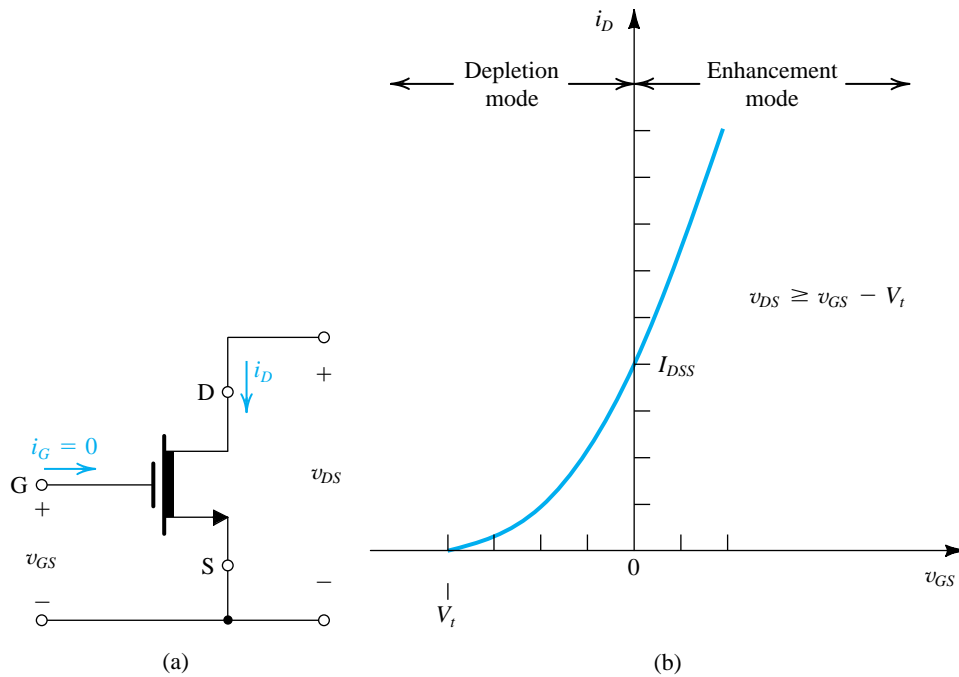 i_D
Depletion
mode
Enhancement
mode
v_DS ≥ v_GS − V_t
I_DSS
0
v_GS
V_t
(b)
i_D
D
+
i_G = 0
G
+
v_DS
v_GS
S
−
−
(a)